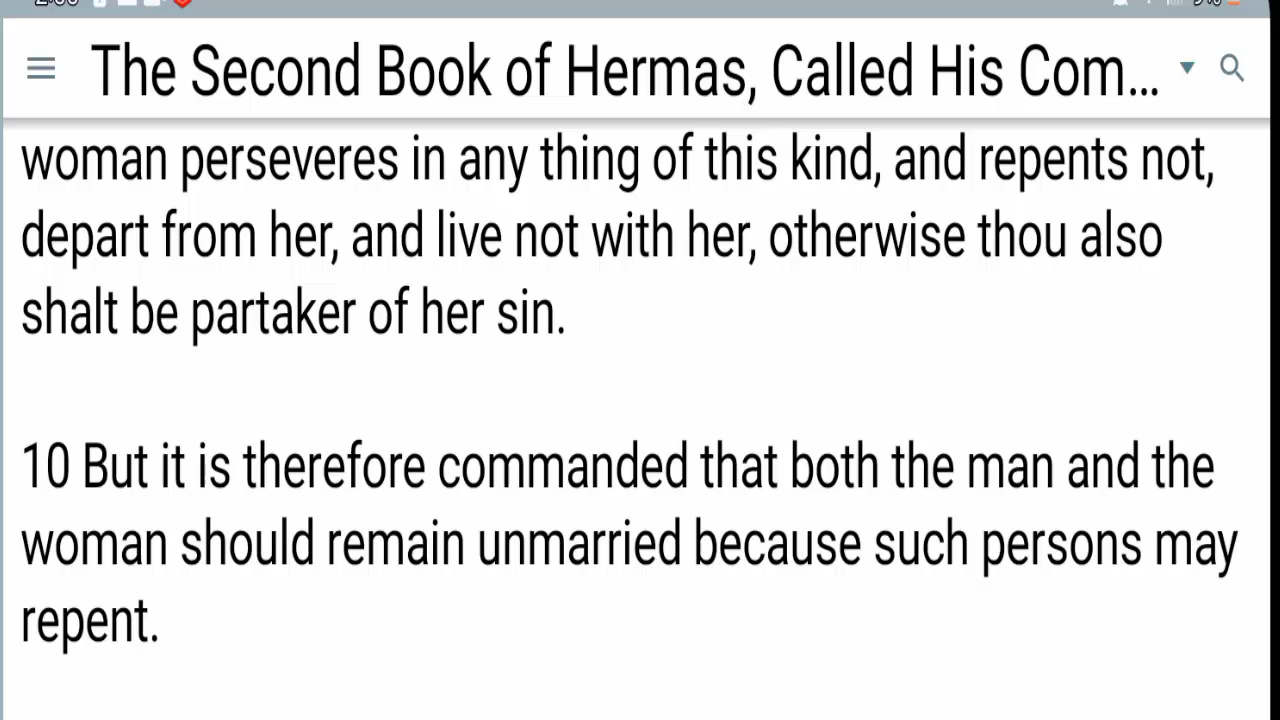 The Second Book of Hermas, Called His Com...
woman perseveres in any thing of this kind, and repents not,
depart from her, and live not with her, otherwise thou also
shalt be partaker of her sin.
10 But it is therefore commanded that both the man and the
woman should remain unmarried because such persons may
repent.